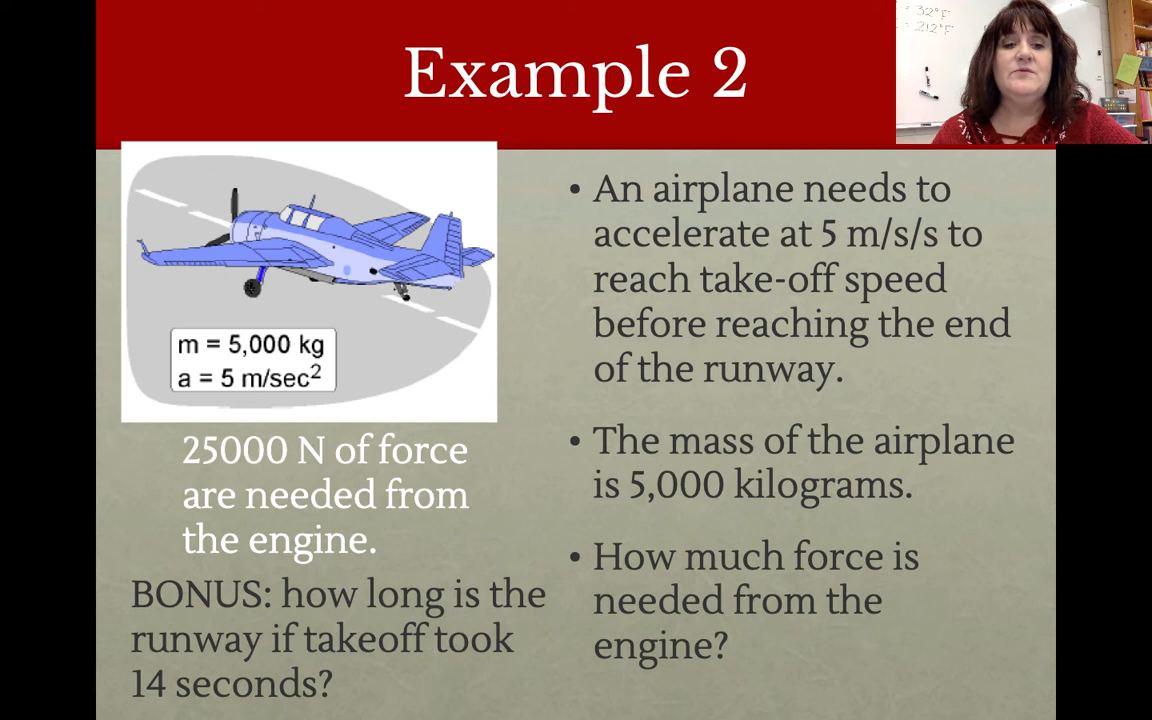 Example 2
= 32°F
= 212°F
m = 5,000 kg
a = 5 m/sec²
25000 N of force
are needed from
the engine.
BONUS: how long is the
runway if takeoff took
14 seconds?
• An airplane needs to
accelerate at 5 m/s/s to
reach take-off speed
before reaching the end
of the runway.
• The mass of the airplane
is 5,000 kilograms.
• How much force is
needed from the
engine?